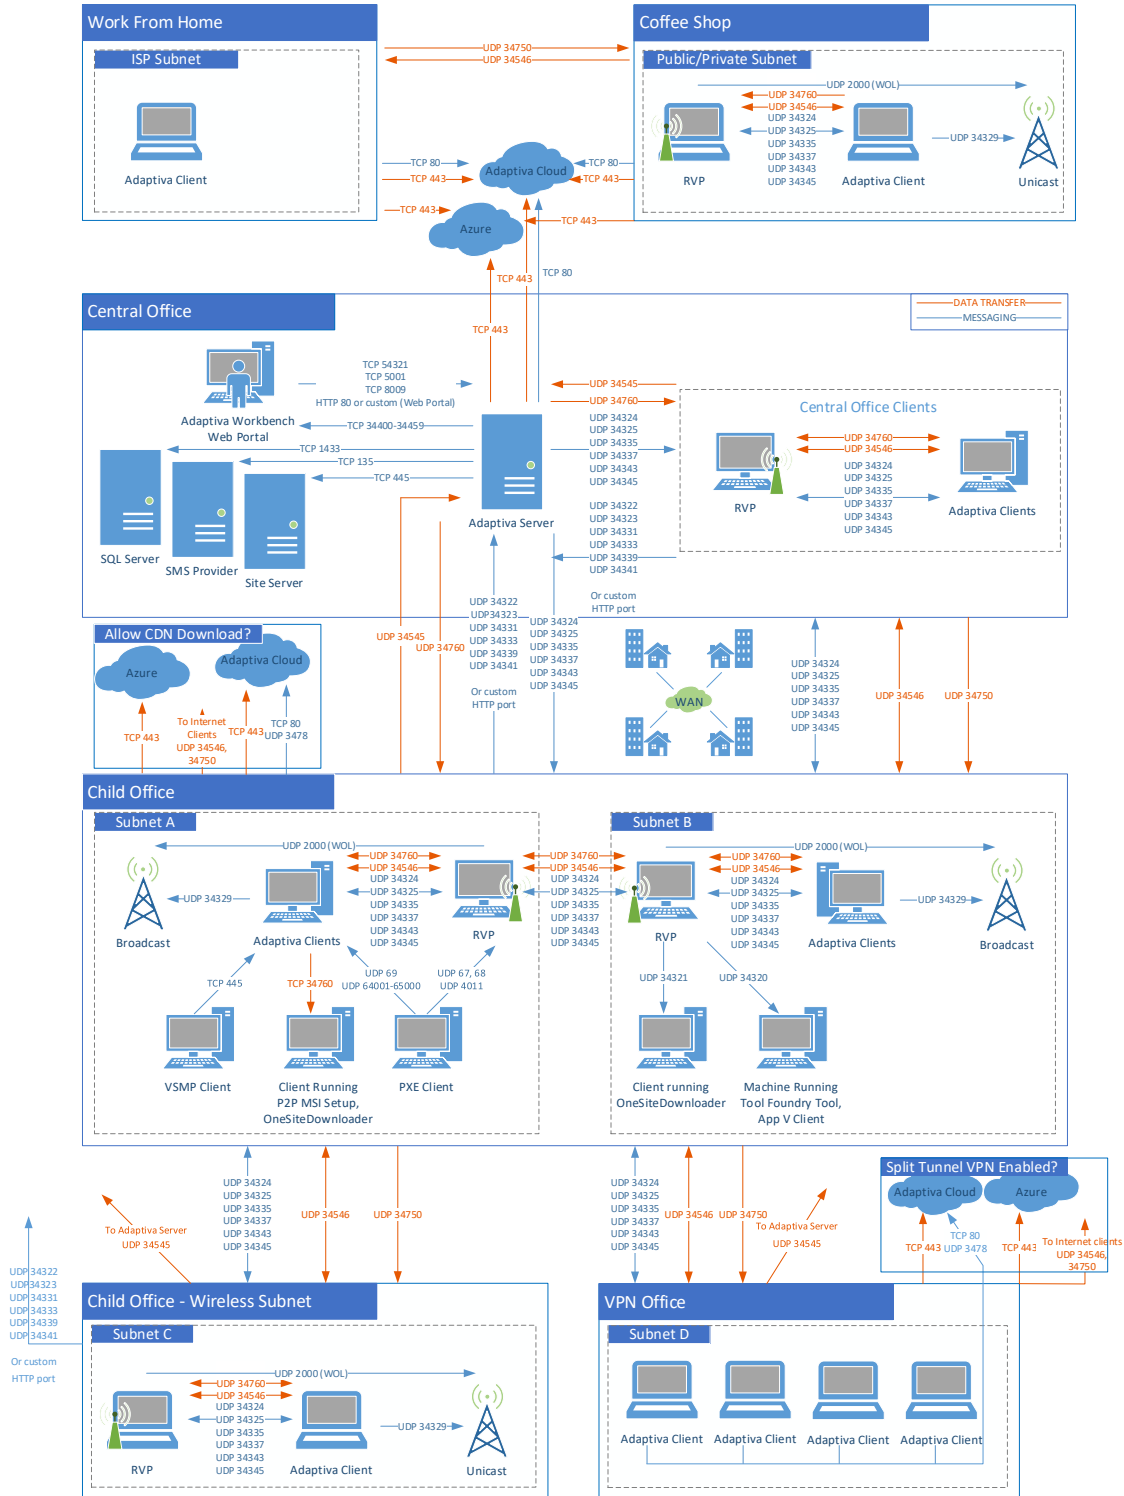 Work From Home
ISP Subnet
Adaptiva Client
UDP 34750
UDP 34546
Coffee Shop
Public/Private Subnet
UDP 2000 (WOL)
UDP 34760
UDP 34546
UDP 34324
UDP 34325
UDP 34335
UDP 34337
UDP 34343
UDP 34345
UDP 34329
RVP
Adaptiva Client
Unicast
TCP 80
TCP 443
TCP 443
Adaptiva Cloud
Azure
TCP 80
TCP 443
TCP 443
TCP 443
TCP 80
TCP 443
Central Office
DATA TRANSFER
MESSAGING
Adaptiva Workbench
Web Portal
TCP 54321
TCP 5001
TCP 8009
HTTP 80 or custom (Web Portal)
TCP 34400-34459
TCP 1433
TCP 135
TCP 445
SQL Server
SMS Provider
Site Server
Adaptiva Server
UDP 34545
UDP 34760
UDP 34324
UDP 34325
UDP 34335
UDP 34337
UDP 34343
UDP 34345
UDP 34322
UDP 34323
UDP 34331
UDP 34333
UDP 34339
UDP 34341
Or custom
HTTP port
Central Office Clients
UDP 34760
UDP 34546
UDP 34324
UDP 34325
UDP 34335
UDP 34337
UDP 34343
UDP 34345
RVP
Adaptiva Clients
Allow CDN Download?
Azure
Adaptiva Cloud
TCP 443
To Internet
Clients
UDP 34546,
34750
TCP 443
TCP 80
UDP 3478
UDP 34545
UDP 34760
UDP 34322
UDP34323
UDP 34331
UDP 34333
UDP 34339
UDP 34341
Or custom
HTTP port
UDP 34324
UDP 34325
UDP 34335
UDP 34337
UDP 34343
UDP 34345
WAN
UDP 34324
UDP 34325
UDP 34335
UDP 34337
UDP 34343
UDP 34345
UDP 34546
UDP 34750
Child Office
Subnet A
UDP 2000 (WOL)
UDP 34760
UDP 34546
UDP 34324
UDP 34325
UDP 34335
UDP 34337
UDP 34343
UDP 34345
UDP 34329
Broadcast
Adaptiva Clients
RVP
TCP 445
TCP 34760
UDP 69
UDP 64001-65000
UDP 67, 68
UDP 4011
VSMP Client
Client Running
P2P MSI Setup,
OneSiteDownloader
PXE Client
UDP 34760
UDP 34546
UDP 34324
UDP 34325
UDP 34335
UDP 34337
UDP 34343
UDP 34345
Subnet B
UDP 2000 (WOL)
UDP 34760
UDP 34546
UDP 34324
UDP 34325
UDP 34335
UDP 34337
UDP 34343
UDP 34345
UDP 34329
RVP
Adaptiva Clients
Broadcast
UDP 34321
UDP 34320
Client running
OneSiteDownloader
Machine Running
Tool Foundry Tool,
App V Client
To Adaptiva Server
UDP 34545
UDP 34324
UDP 34325
UDP 34335
UDP 34337
UDP 34343
UDP 34345
UDP 34546
UDP 34750
UDP 34324
UDP 34325
UDP 34335
UDP 34337
UDP 34343
UDP 34345
UDP 34546
UDP 34750
To Adaptiva Server
UDP 34545
Split Tunnel VPN Enabled?
Adaptiva Cloud
Azure
TCP 443
TCP 80
UDP 3478
TCP 443
To Internet clients
UDP 34546,
34750
UDP 34322
UDP34323
UDP 34331
UDP 34333
UDP 34339
UDP 34341
Or custom
HTTP port
Child Office - Wireless Subnet
Subnet C
UDP 2000 (WOL)
UDP 34760
UDP 34546
UDP 34324
UDP 34325
UDP 34335
UDP 34337
UDP 34343
UDP 34345
UDP 34329
RVP
Adaptiva Client
Unicast
VPN Office
Subnet D
Adaptiva Client
Adaptiva Client
Adaptiva Client
Adaptiva Client